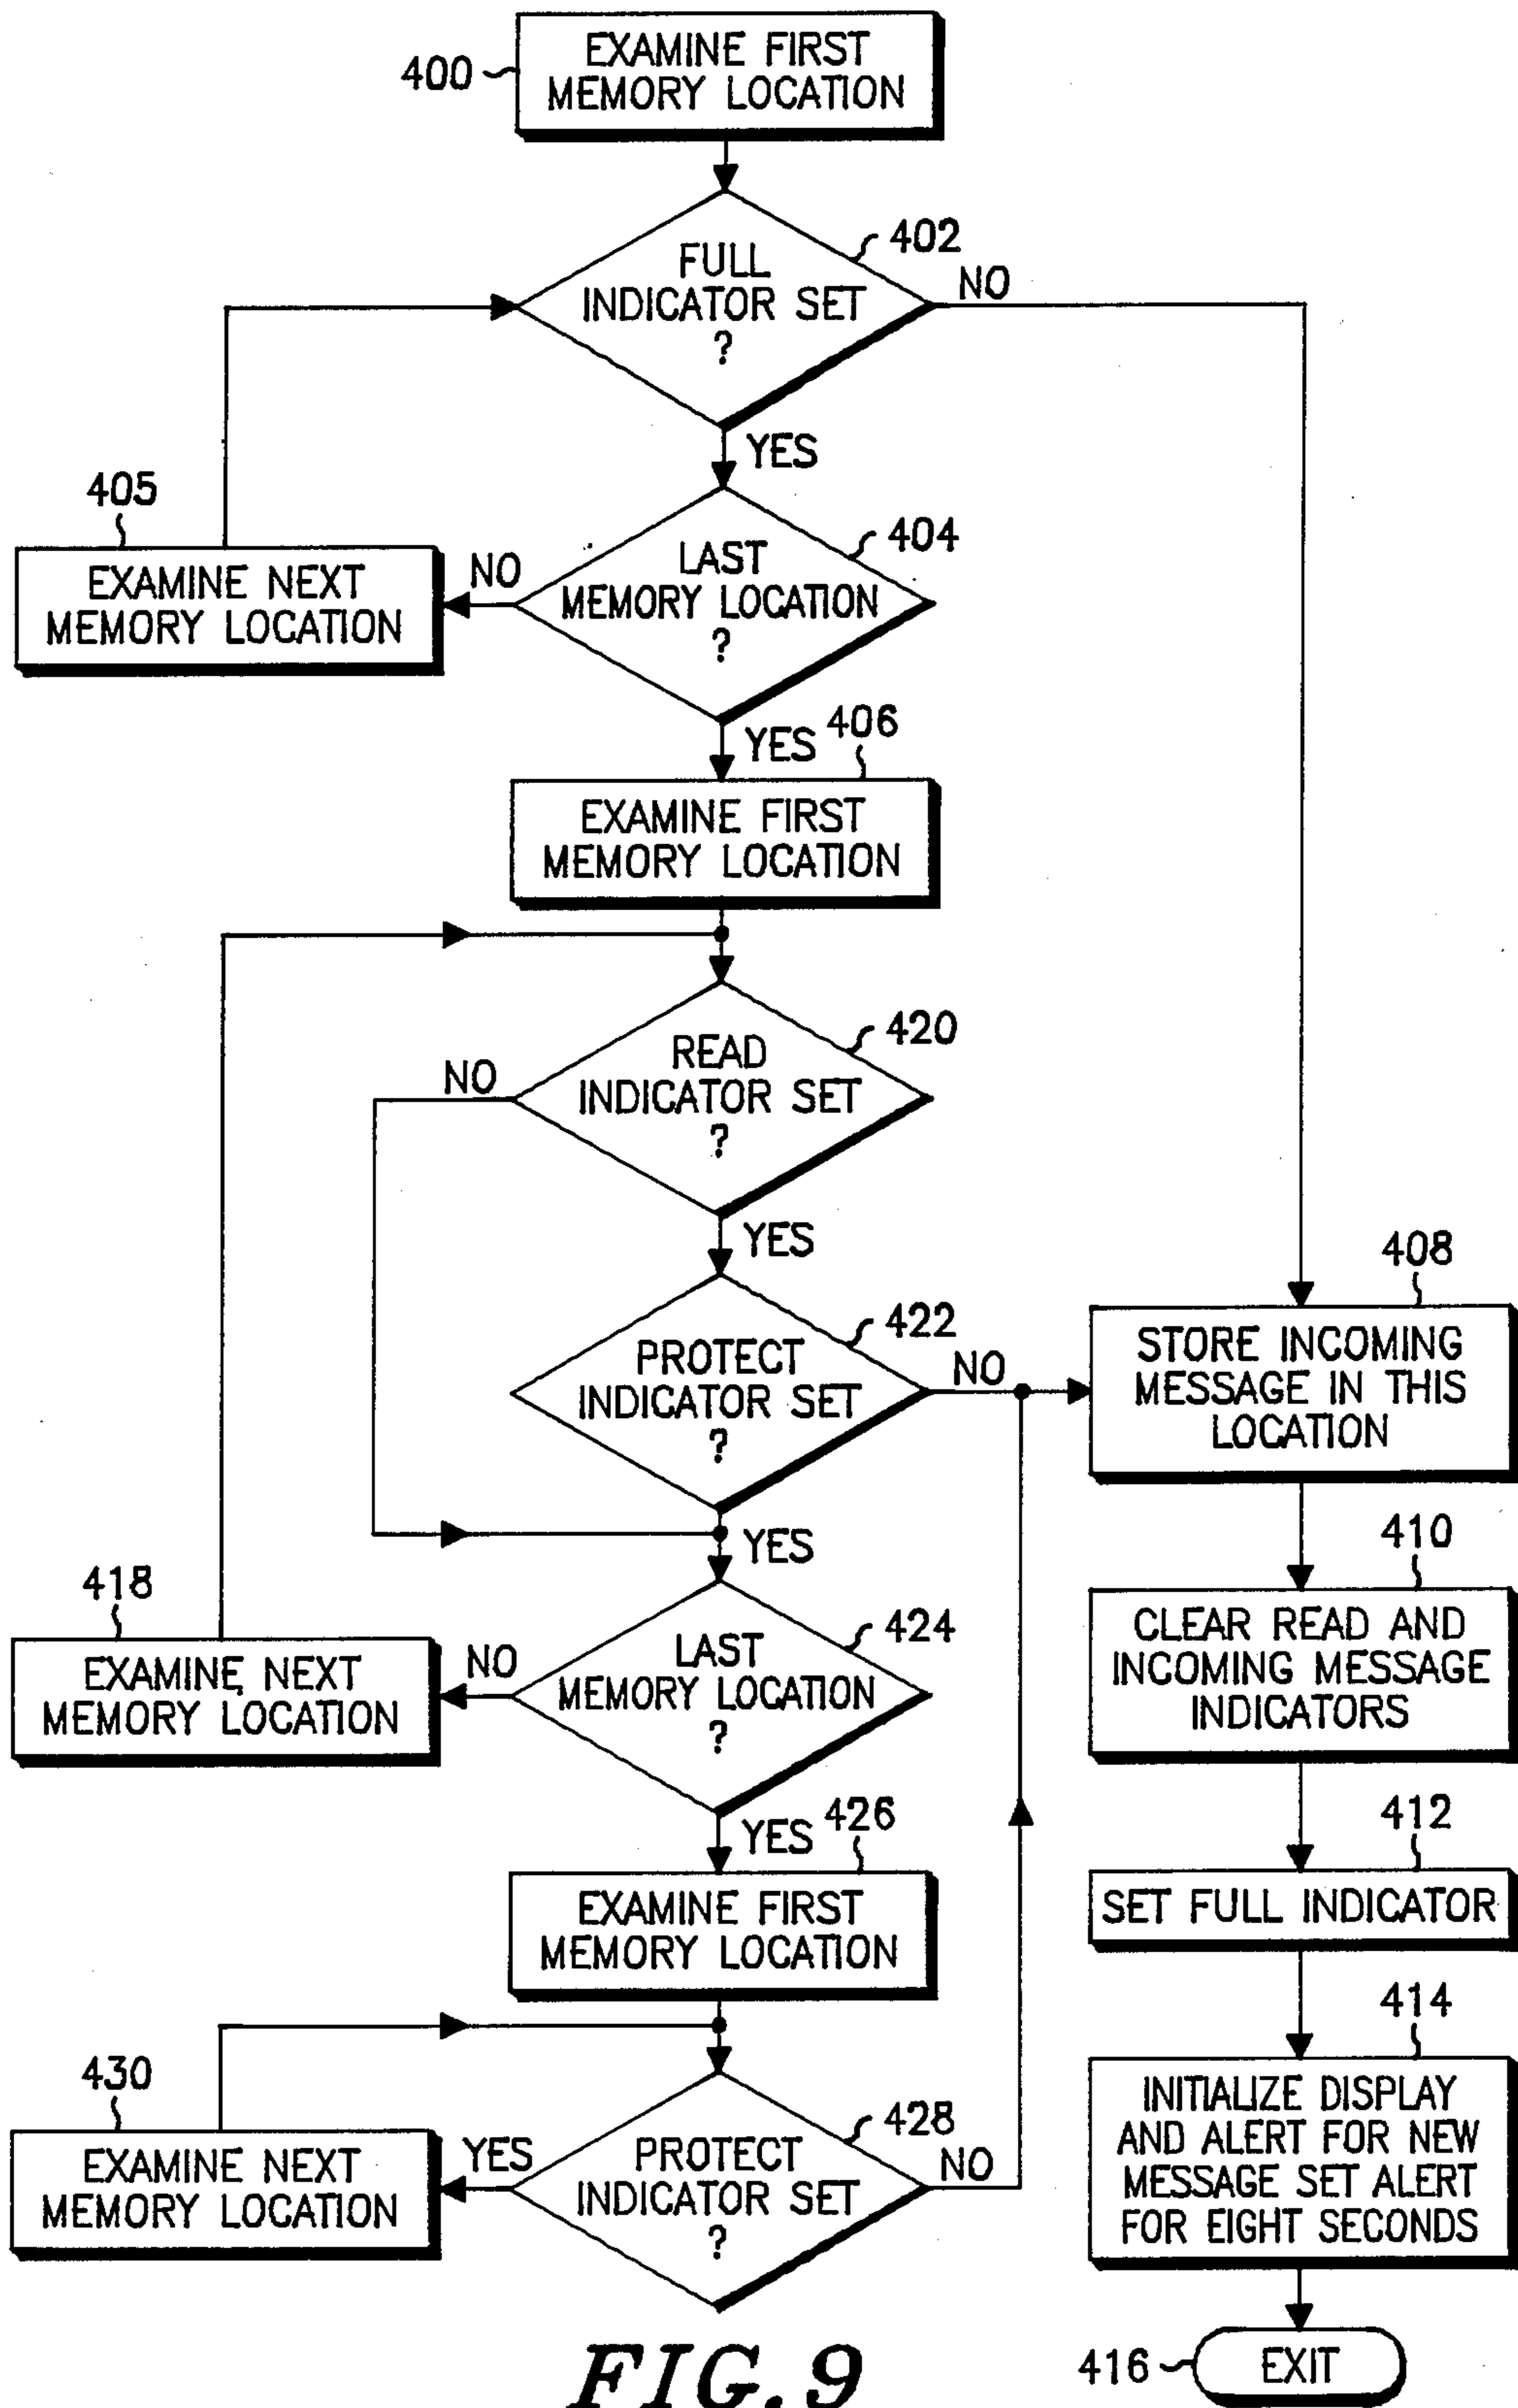 400
EXAMINE FIRST
MEMORY LOCATION
402
FULL
INDICATOR SET
?
NO
YES
405
EXAMINE NEXT
MEMORY LOCATION
NO
404
LAST
MEMORY LOCATION
?
YES
406
EXAMINE FIRST
MEMORY LOCATION
420
READ
INDICATOR SET
?
NO
YES
422
PROTECT
INDICATOR SET
?
NO
YES
418
EXAMINE NEXT
MEMORY LOCATION
NO
424
LAST
MEMORY LOCATION
?
YES
426
EXAMINE FIRST
MEMORY LOCATION
430
EXAMINE NEXT
MEMORY LOCATION
YES
428
PROTECT
INDICATOR SET
?
NO
408
STORE INCOMING
MESSAGE IN THIS
LOCATION
410
CLEAR READ AND
INCOMING MESSAGE
INDICATORS
412
SET FULL INDICATOR
414
INITIALIZE DISPLAY
AND ALERT FOR NEW
MESSAGE SET ALERT
FOR EIGHT SECONDS
416
EXIT
FIG. 9